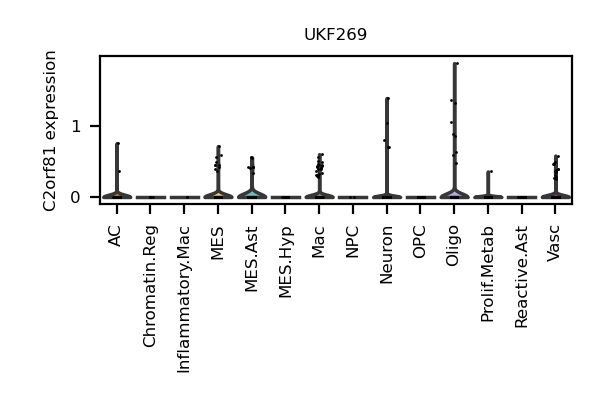 UKF269
C2orf81 expression
1
0
AC
Chromatin.Reg
Inflammatory.Mac
MES
MES.Ast
MES.Hyp
Mac
NPC
Neuron
OPC
Oligo
Prolif.Metab
Reactive.Ast
Vasc